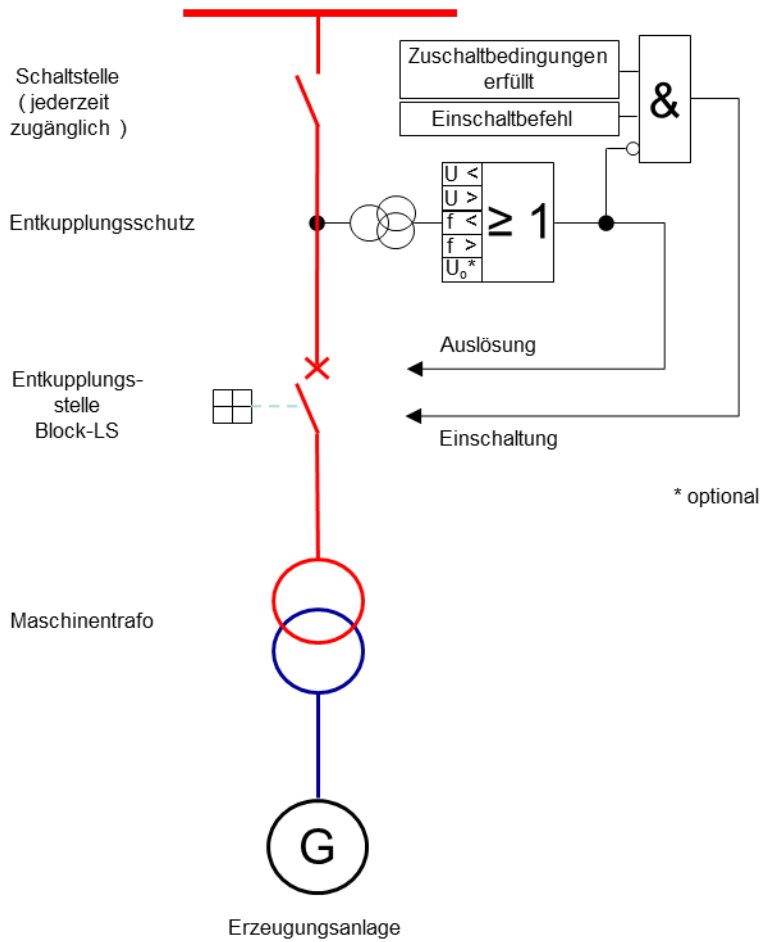 Schaltstelle
( jederzeit
zugänglich )
Zuschaltbedingungen
erfüllt
Einschaltbefehl
&
Entkupplungsschutz
U <
U >
f <
f >
U₀*
≥ 1
Auslösung
Entkupplungs-
stelle
Block-LS
Einschaltung
* optional
Maschinentrafo
G
Erzeugungsanlage